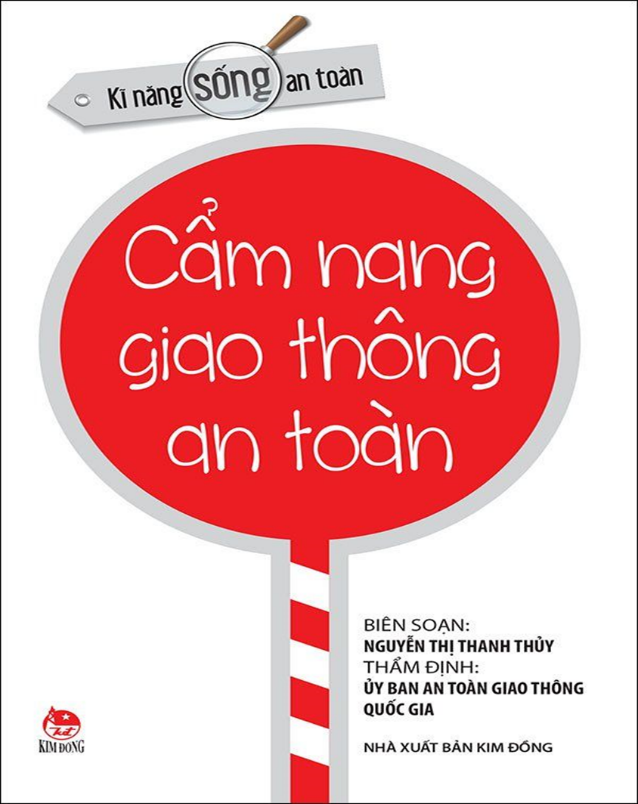 Kĩ năng sống an toàn
Cẩm nang
giao thông
an toàn
BIÊN SOẠN:
NGUYỄN THỊ THANH THỦY
THẨM ĐỊNH:
ỦY BAN AN TOÀN GIAO THÔNG
QUỐC GIA
NHÀ XUẤT BẢN KIM ĐỒNG
KIM ĐỒNG